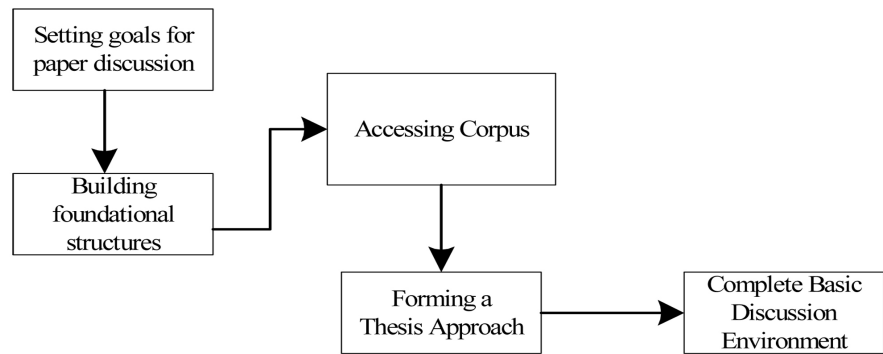 Setting goals for
paper discussion
Building
foundational
structures
Accessing Corpus
Forming a
Thesis Approach
Complete Basic
Discussion
Environment